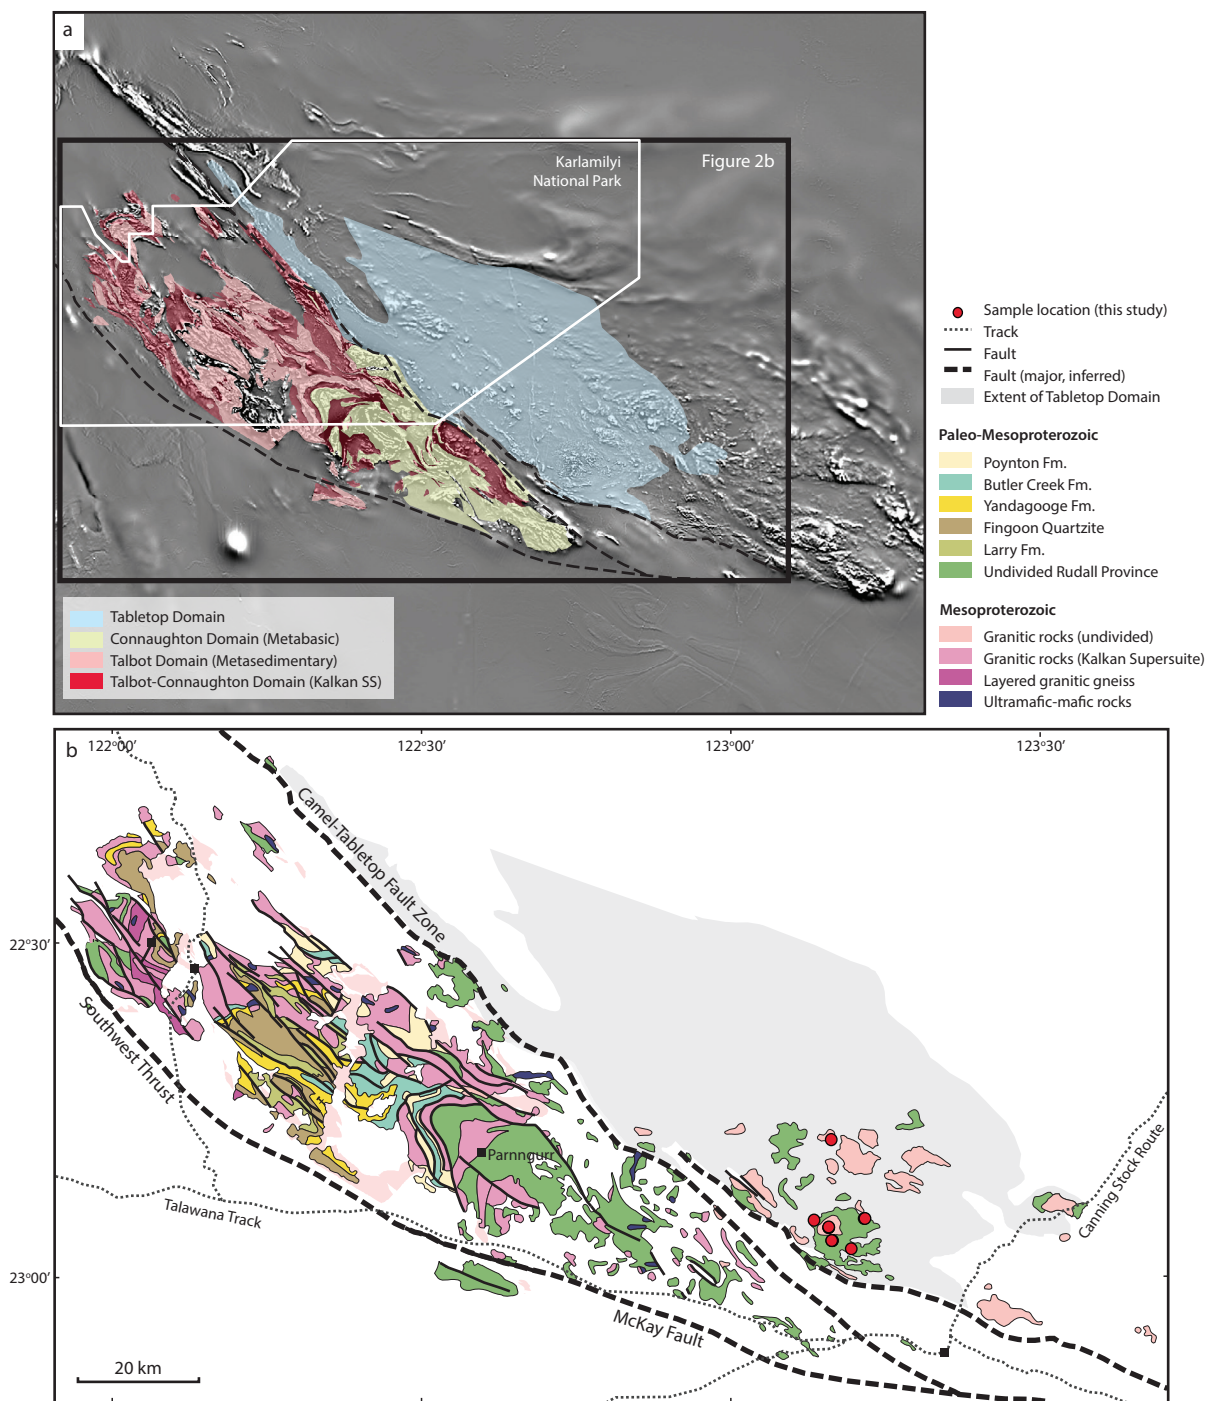 a
Karlamilyi
National Park
Figure 2b
Tabletop Domain
Connaughton Domain (Metabasic)
Talbot Domain (Metasedimentary)
Talbot-Connaughton Domain (Kalkan SS)
Sample location (this study)
Track
Fault
Fault (major, inferred)
Extent of Tabletop Domain
Paleo-Mesoproterozoic
Poynton Fm.
Butler Creek Fm.
Yandagooge Fm.
Fingoon Quartzite
Larry Fm.
Undivided Rudall Province
Mesoproterozoic
Granitic rocks (undivided)
Granitic rocks (Kalkan Supersuite)
Layered granitic gneiss
Ultramafic-mafic rocks
b
122°00'
122°30'
123°00'
123°30'
Camel-Tabletop Fault Zone
22°30'
Southwest Thrust
Parnngurr
Canning Stock Route
Talawana Track
23°00'
McKay Fault
20 km